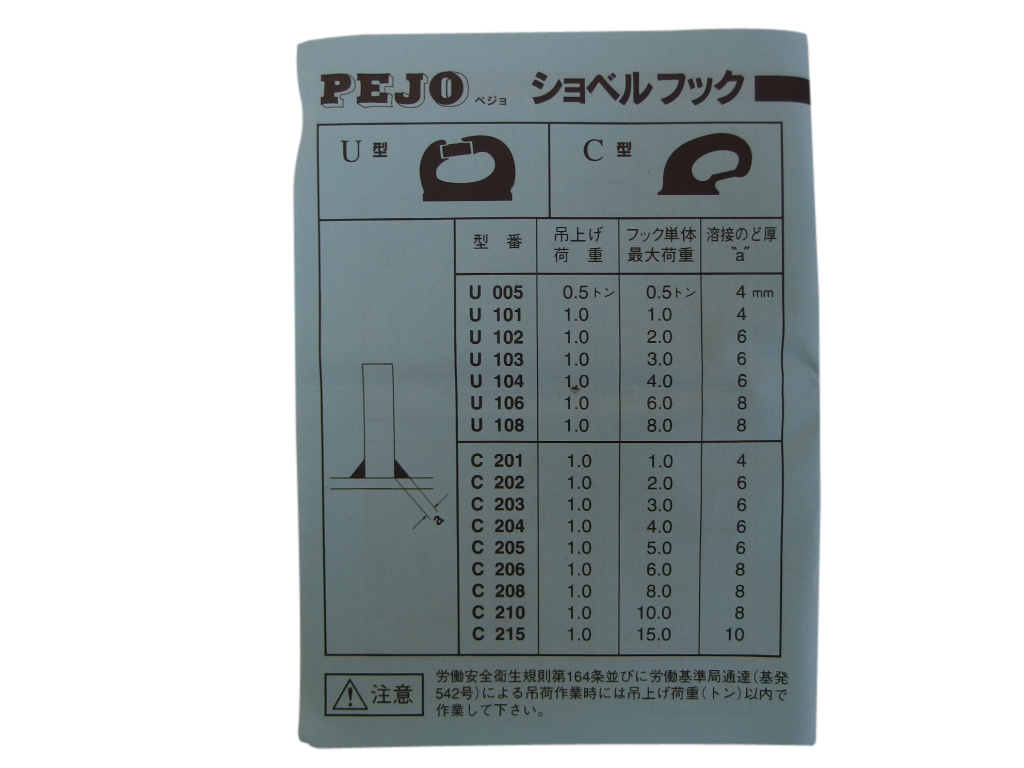 PEJO ペジョ ショベルフック
U 型 C 型
型 番 吊上げ荷 重 フック単体最大荷重 溶接のど厚"a"
U 005 0.5トン 0.5トン 4 mm
U 101 1.0 1.0 4
U 102 1.0 2.0 6
U 103 1.0 3.0 6
U 104 1.0 4.0 6
U 106 1.0 6.0 8
U 108 1.0 8.0 8
C 201 1.0 1.0 4
C 202 1.0 2.0 6
C 203 1.0 3.0 6
C 204 1.0 4.0 6
C 205 1.0 5.0 6
C 206 1.0 6.0 8
C 208 1.0 8.0 8
C 210 1.0 10.0 8
C 215 1.0 15.0 10
a
注意
労働安全衛生規則第164条並びに労働基準局通達(基発
542号)による吊荷作業時には吊上げ荷重(トン)以内で
作業して下さい。